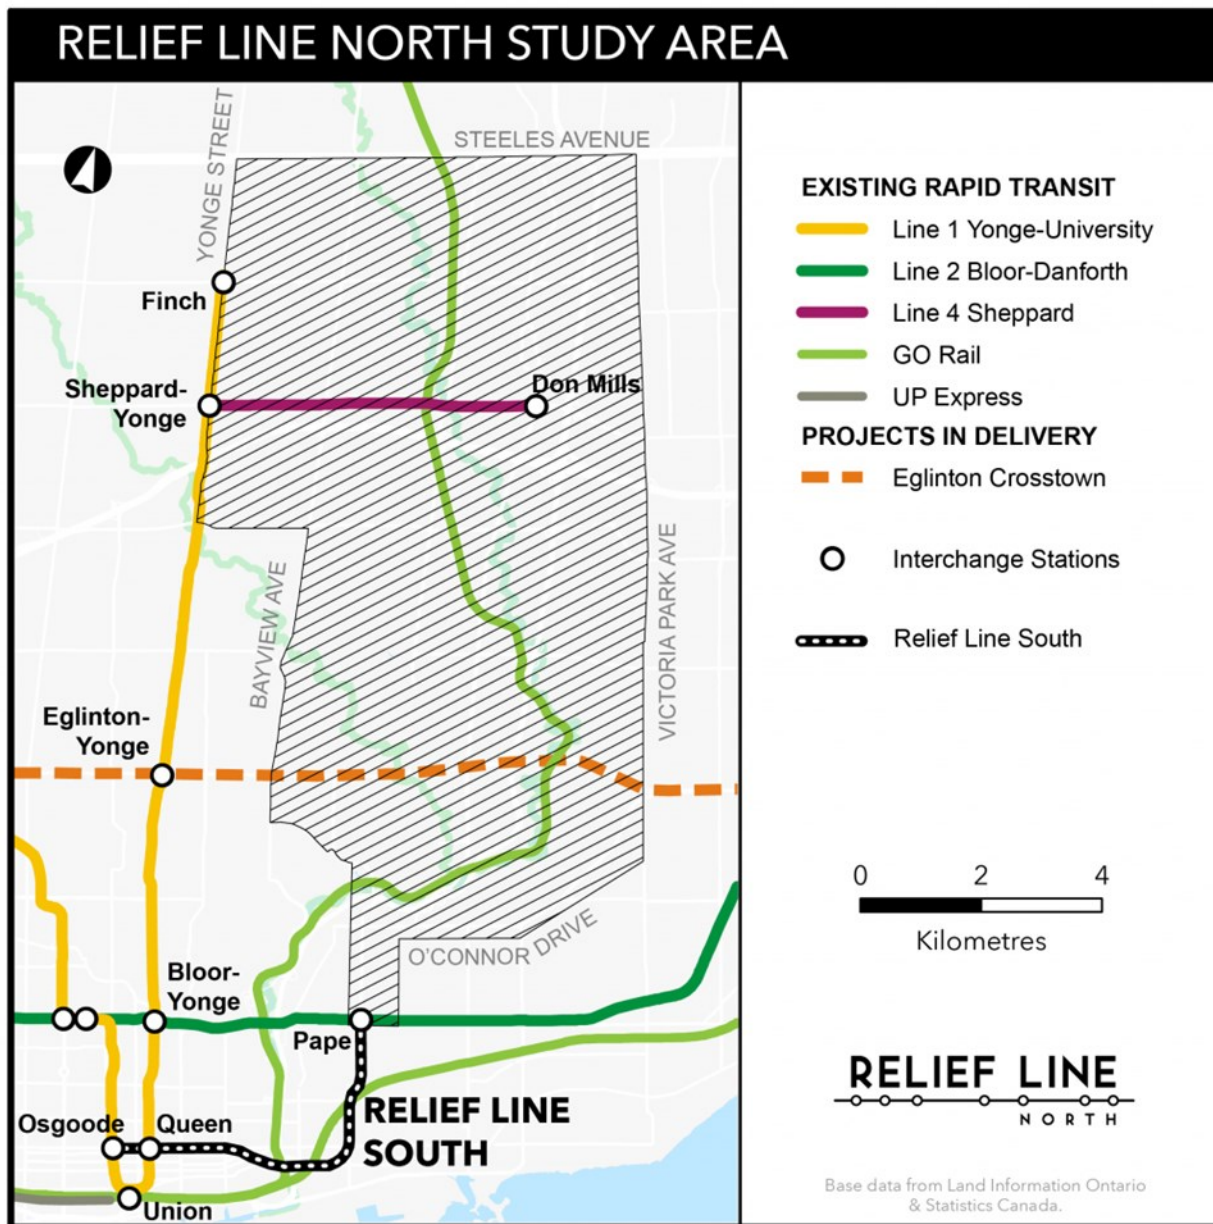 RELIEF LINE NORTH STUDY AREA
STEELES AVENUE
YONGE STREET
Finch
Sheppard-
Yonge
Don Mills
BAYVIEW AVE
VICTORIA PARK AVE
Eglinton-
Yonge
O'CONNOR DRIVE
Bloor-
Yonge
Pape
Osgoode
Queen
RELIEF LINE
SOUTH
Union
EXISTING RAPID TRANSIT
Line 1 Yonge-University
Line 2 Bloor-Danforth
Line 4 Sheppard
GO Rail
UP Express
PROJECTS IN DELIVERY
Eglinton Crosstown
Interchange Stations
Relief Line South
0 2 4
Kilometres
RELIEF LINE
NORTH
Base data from Land Information Ontario
& Statistics Canada.